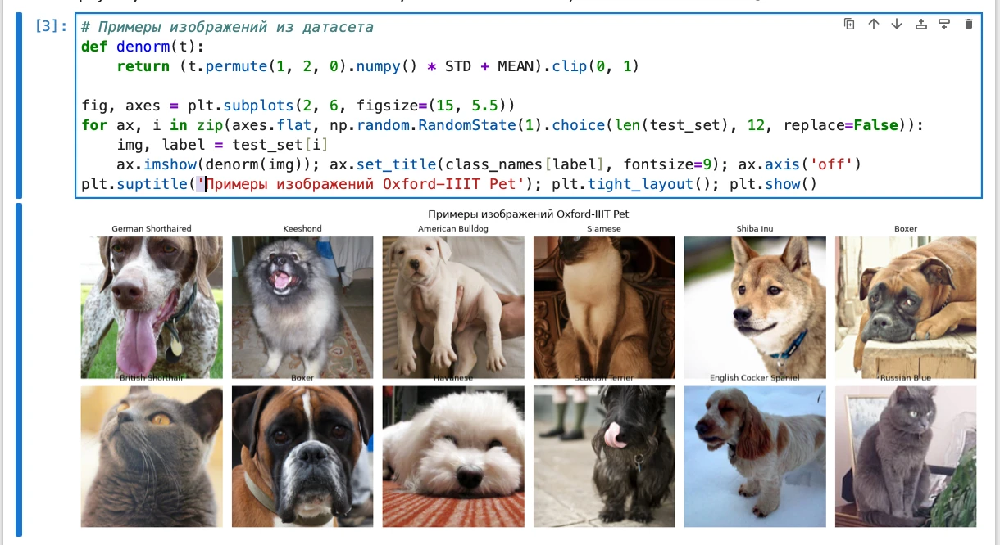 [3]:
# Примеры изображений из датасета
def denorm(t):
    return (t.permute(1, 2, 0).numpy() * STD + MEAN).clip(0, 1)
fig, axes = plt.subplots(2, 6, figsize=(15, 5.5))
for ax, i in zip(axes.flat, np.random.RandomState(1).choice(len(test_set), 12, replace=False)):
    img, label = test_set[i]
    ax.imshow(denorm(img)); ax.set_title(class_names[label], fontsize=9); ax.axis('off')
plt.suptitle('Примеры изображений Oxford-IIIT Pet'); plt.tight_layout(); plt.show()
Примеры изображений Oxford-IIIT Pet
German Shorthaired Keeshond American Bulldog Siamese Shiba Inu Boxer
British Shorthair Boxer Havanese Scottish Terrier English Cocker Spaniel Russian Blue